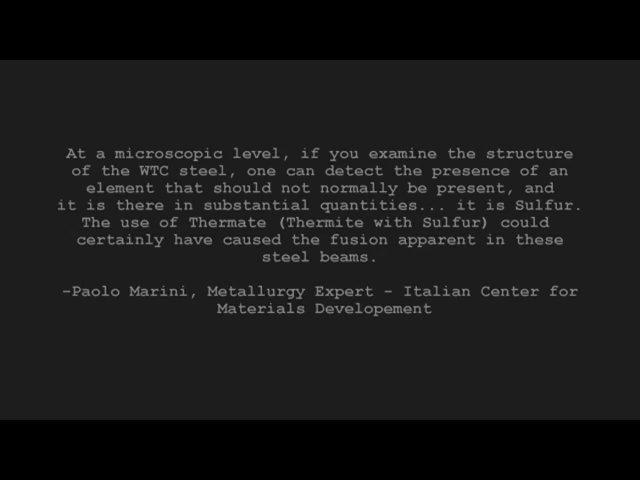 At a microscopic level, if you examine the structure
of the WTC steel, one can detect the presence of an
element that should not normally be present, and
it is there in substantial quantities... it is Sulfur.
The use of Thermate (Thermite with Sulfur) could
certainly have caused the fusion apparent in these
steel beams.
-Paolo Marini, Metallurgy Expert - Italian Center for
Materials Developement